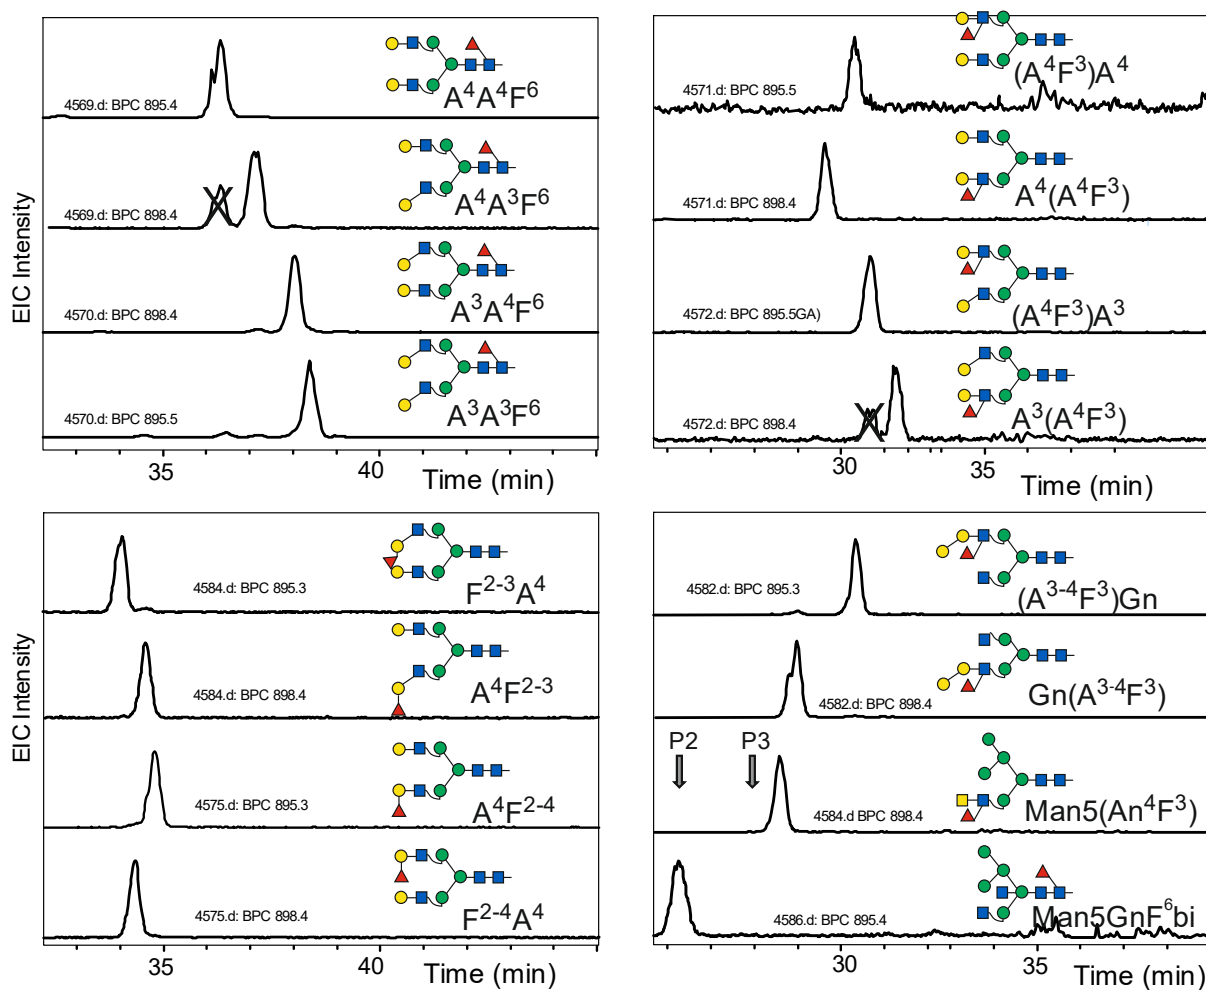 EIC Intensity
4569.d: BPC 895.4
A⁴A⁴F⁶
4569.d: BPC 898.4
A⁴A³F⁶
4570.d: BPC 898.4
A³A⁴F⁶
4570.d: BPC 895.5
A³A³F⁶
35 40
Time (min)
4571.d: BPC 895.5
(A⁴F³)A⁴
4571.d: BPC 898.4
A⁴(A⁴F³)
4572.d: BPC 895.5GA)
(A⁴F³)A³
4572.d: BPC 898.4
A³(A⁴F³)
30 35
Time (min)
EIC Intensity
4584.d: BPC 895.3
F²⁻³A⁴
4584.d: BPC 898.4
A⁴F²⁻³
4575.d: BPC 895.3
A⁴F²⁻⁴
4575.d: BPC 898.4
F²⁻⁴A⁴
35 40
Time (min)
4582.d: BPC 895.3
(A³⁻⁴F³)Gn
4582.d: BPC 898.4
Gn(A³⁻⁴F³)
P2 P3
4584.d BPC 898.4
Man5(An⁴F³)
4586.d: BPC 895.4
Man5GnF⁶bi
30 35
Time (min)